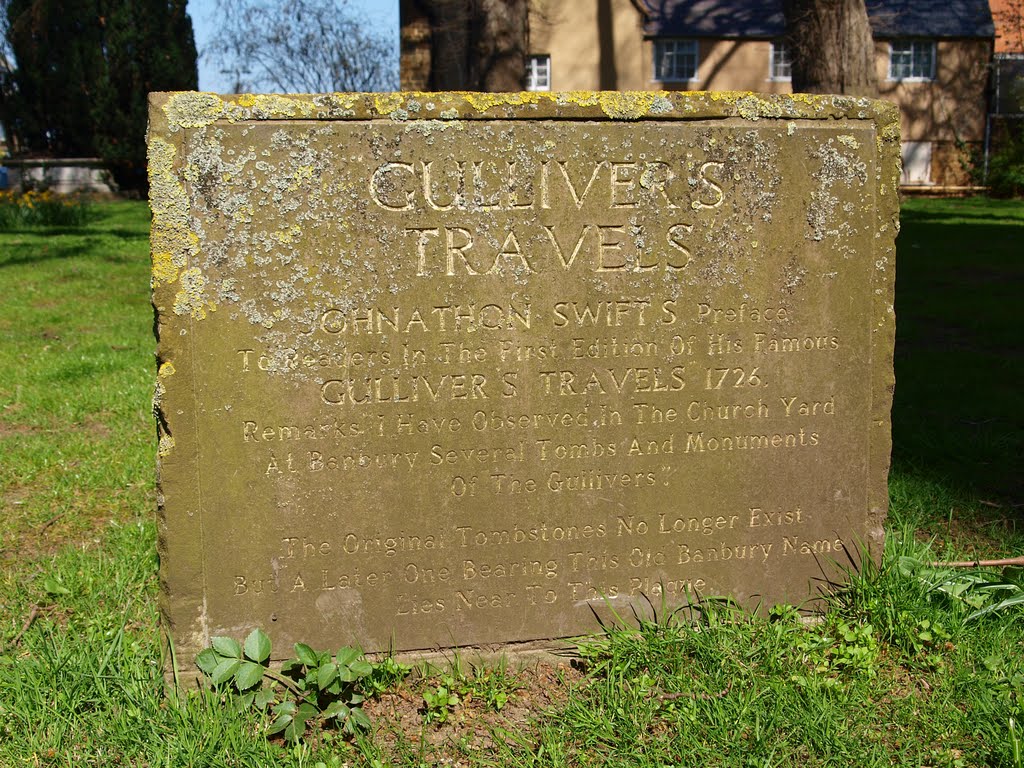 GULLIVER'S
TRAVELS
JOHNATHON SWIFT'S Preface
To Readers In The First Edition Of His Famous
GULLIVER'S TRAVELS 1726.
Remarks "I Have Observed In The Church Yard
At Banbury Several Tombs And Monuments
Of The Gullivers"
The Original Tombstones No Longer Exist.
But A Later One Bearing This Old Banbury Name
Lies Near To This Plaque.